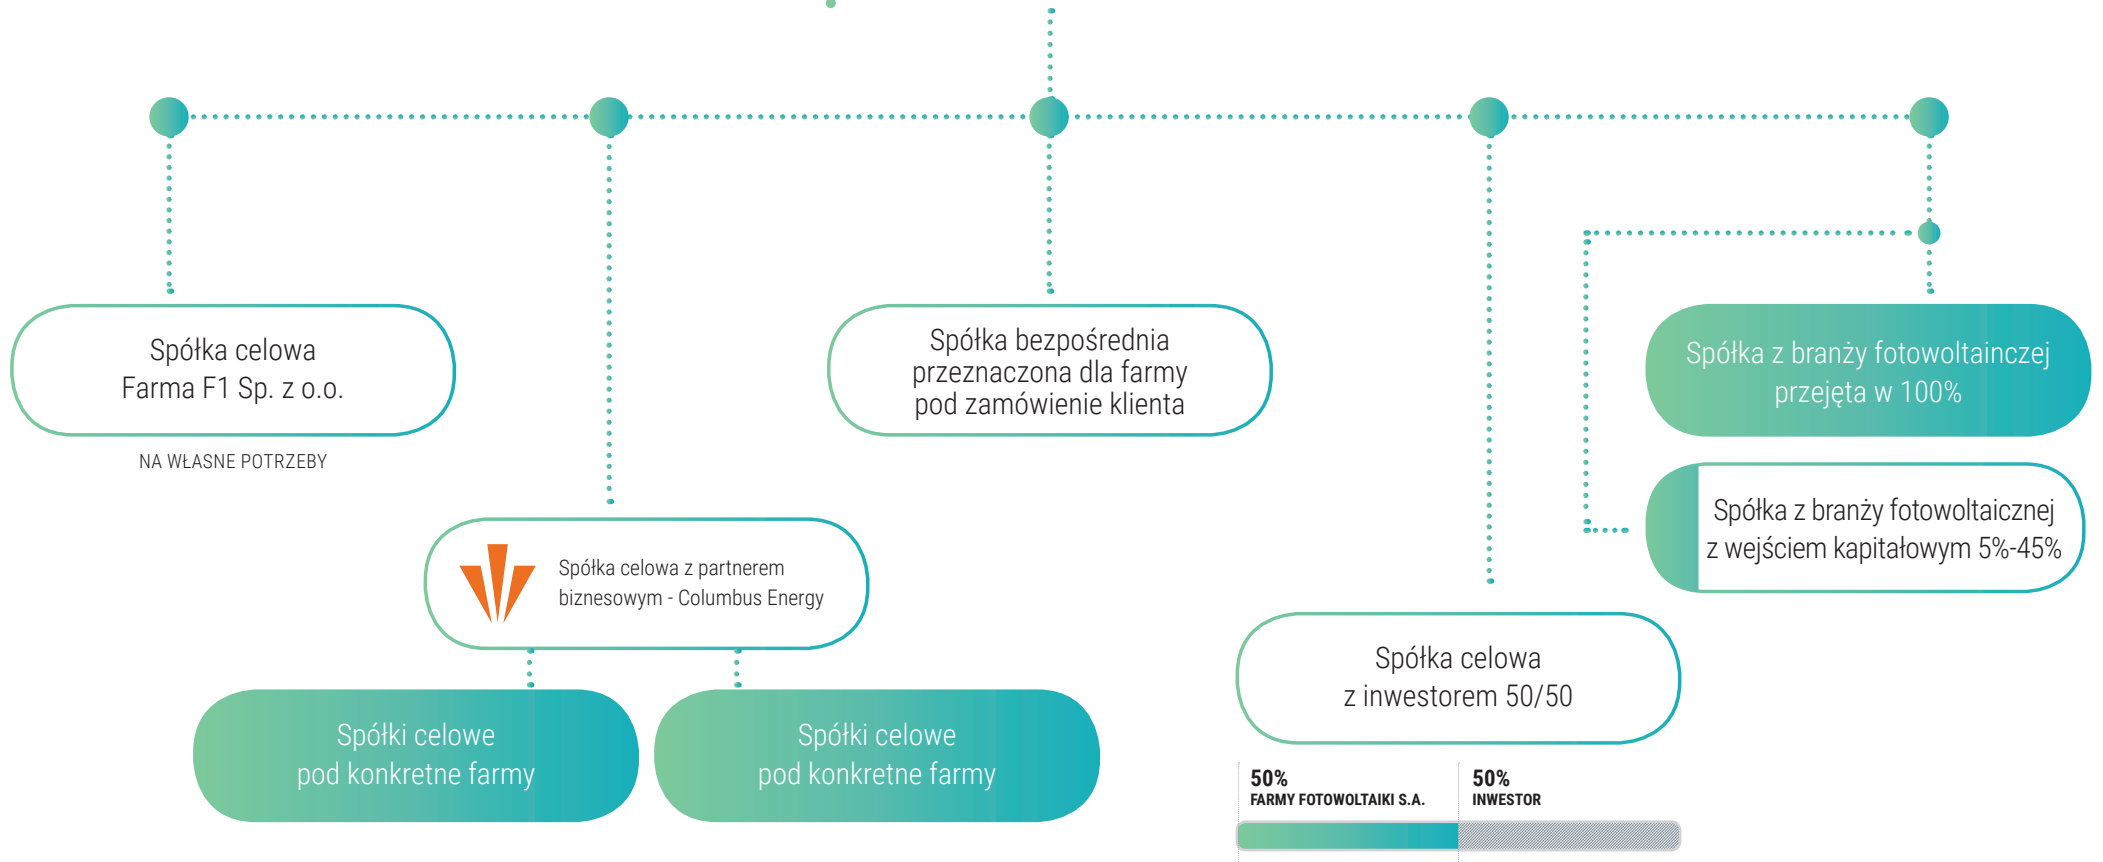 Spółka celowa
Farma F1 Sp. z o.o.
NA WŁASNE POTRZEBY
Spółka celowa z partnerem
biznesowym - Columbus Energy
Spółki celowe
pod konkretne farmy
Spółki celowe
pod konkretne farmy
Spółka bezpośrednia
przeznaczona dla farmy
pod zamówienie klienta
Spółka celowa
z inwestorem 50/50
50%
FARMY FOTOWOLTAIKI S.A.
50%
INWESTOR
Spółka z branży fotowoltainczej
przejęta w 100%
Spółka z branży fotowoltaicznej
z wejściem kapitałowym 5%-45%